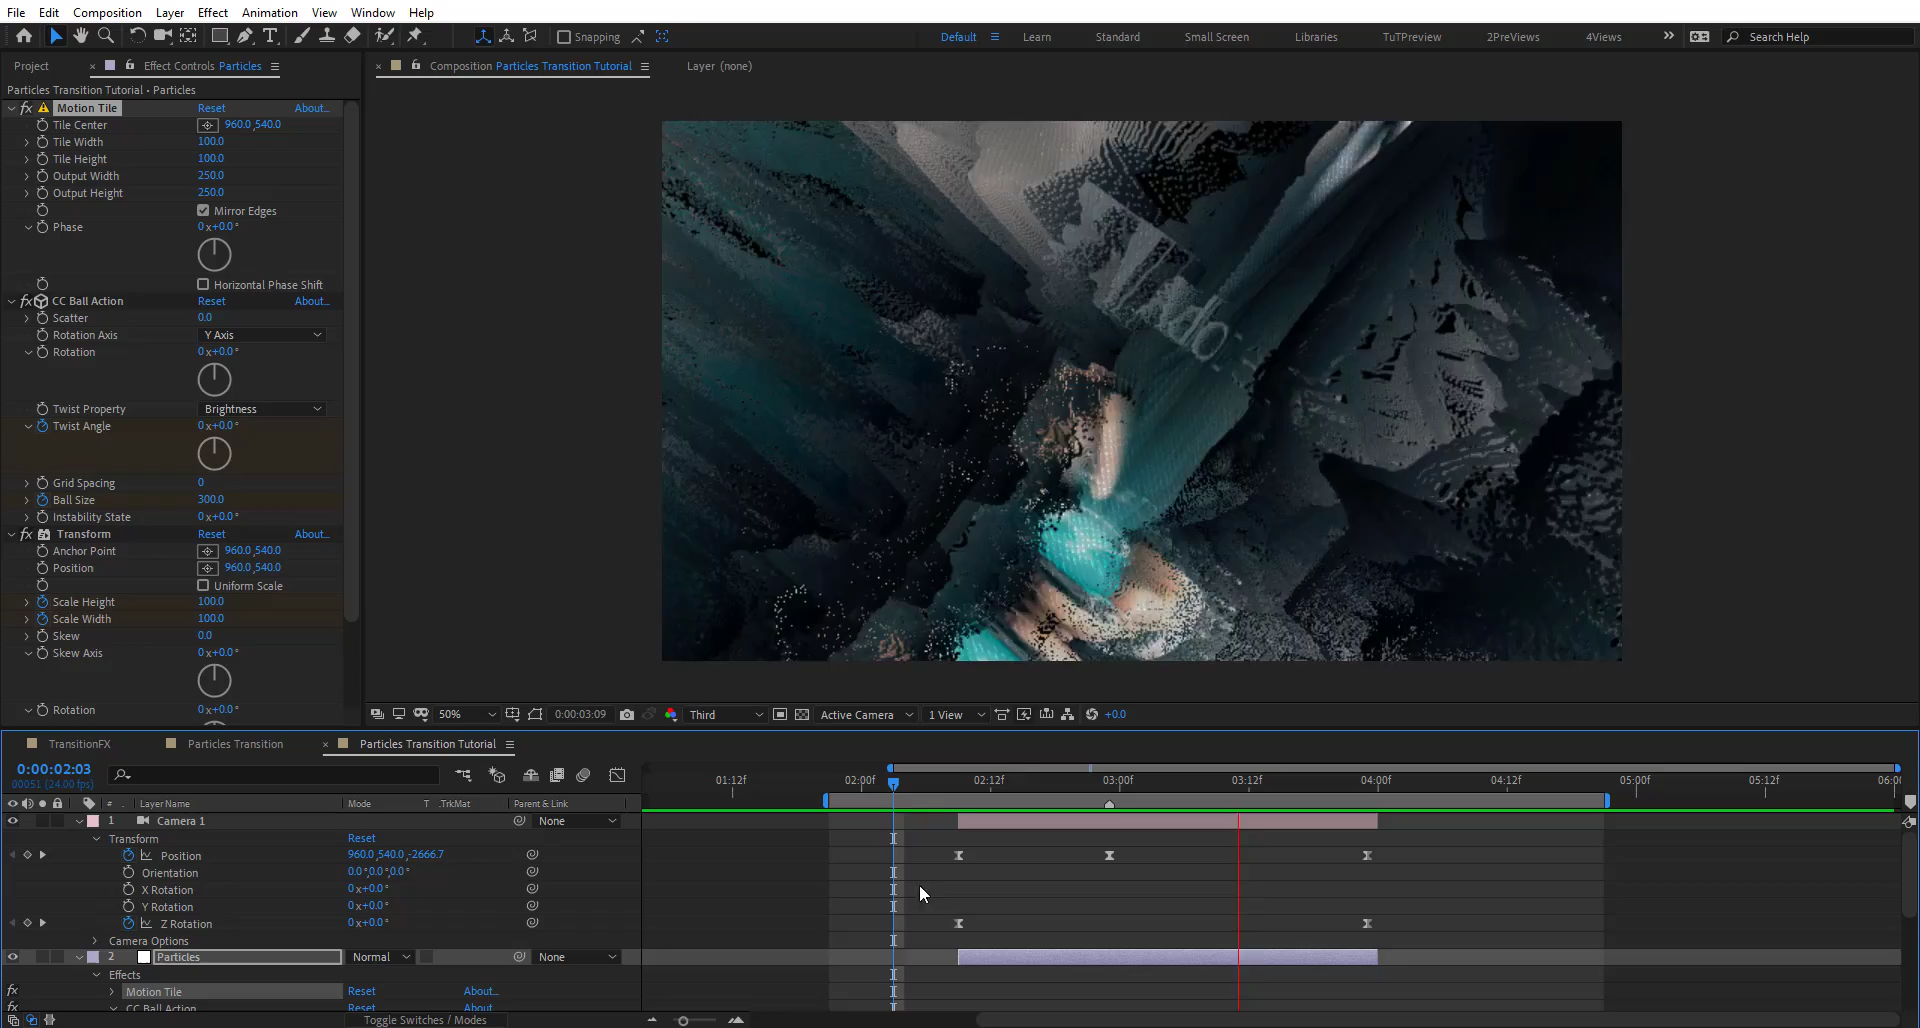 File Edit Composition Layer Effect Animation View Window Help
Snapping Default Learn Standard Small Screen Libraries TuTPreview 2PreViews 4Views Search Help
Project Effect Controls Particles Composition Particles Transition Tutorial Layer (none)
Particles Transition Tutorial • Particles
fx Motion Tile Reset About...
Tile Center 960.0,540.0
Tile Width 100.0
Tile Height 100.0
Output Width 250.0
Output Height 250.0
Mirror Edges
Phase 0x+0.0°
Horizontal Phase Shift
fx CC Ball Action Reset About...
Scatter 0.0
Rotation Axis Y Axis
Rotation 0x+0.0°
Twist Property Brightness
Twist Angle 0x+0.0°
Grid Spacing 0
Ball Size 300.0
Instability State 0x+0.0°
fx Transform Reset About...
Anchor Point 960.0,540.0
Position 960.0,540.0
Uniform Scale
Scale Height 100.0
Scale Width 100.0
Skew 0.0
Skew Axis 0x+0.0°
Rotation 0x+0.0°
50% 0:00:03:09 Third Active Camera 1 View +0.0
TransitionFX Particles Transition Particles Transition Tutorial
0:00:02:03
00051 (24.00 fps)
01:12f 02:00f 02:12f 03:00f 03:12f 04:00f 04:12f 05:00f 05:12f 06:00
# Layer Name Mode T .TrkMat Parent & Link
1 Camera 1 None
Transform Reset
Position 960.0,540.0,-2666.7
Orientation 0.0°,0.0°,0.0°
X Rotation 0x+0.0°
Y Rotation 0x+0.0°
Z Rotation 0x+0.0°
Camera Options
2 Particles Normal None
Effects
fx Motion Tile Reset About...
fx CC Ball Action Reset About...
Toggle Switches / Modes